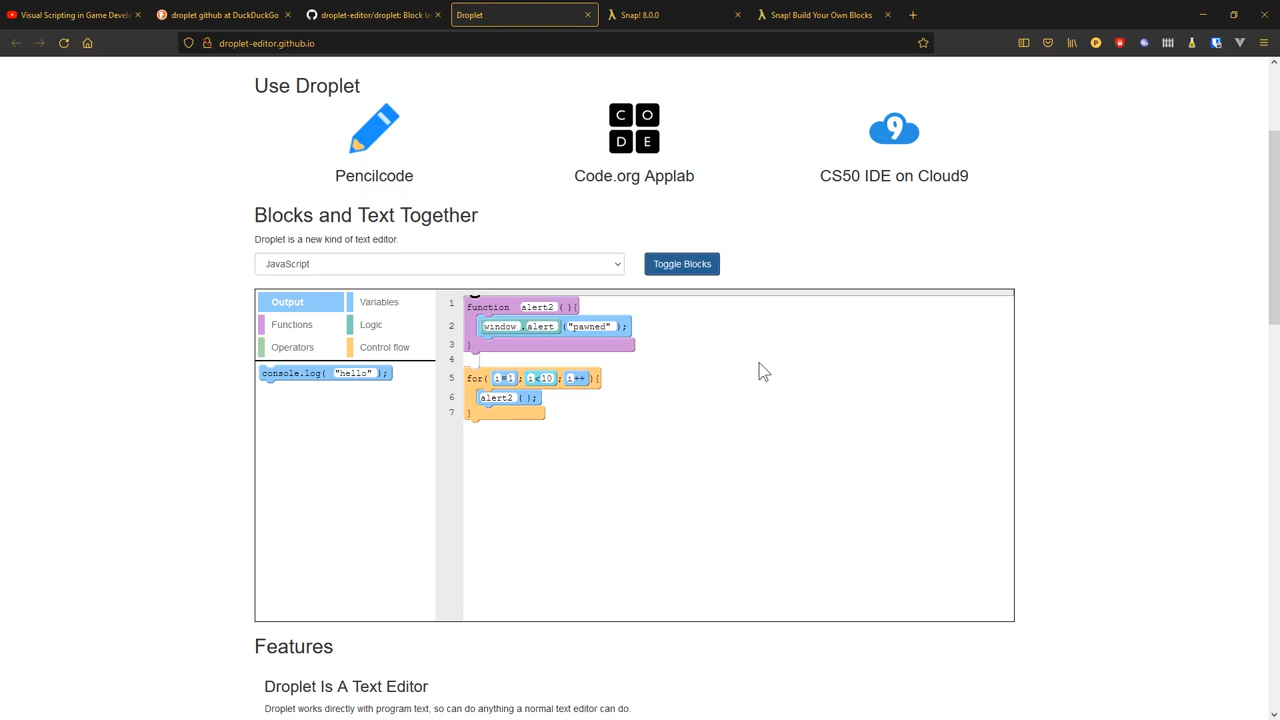 Visual Scripting in Game Develo
droplet github at DuckDuckGo
droplet-editor/droplet: Block la
Droplet
Snap! 8.0.0
Snap! Build Your Own Blocks
droplet-editor.github.io
Use Droplet
C O
D E
9
Pencilcode
Code.org Applab
CS50 IDE on Cloud9
Blocks and Text Together
Droplet is a new kind of text editor.
JavaScript
Toggle Blocks
Output Variables
Functions Logic
Operators Control flow
console.log( "hello" );
1 function alert2 ( ){
2 window.alert ("pawned" );
3 }
4
5 for( i=1 ; i<10 ; i++ ){
6 alert2 ( );
7 }
Features
Droplet Is A Text Editor
Droplet works directly with program text, so can do anything a normal text editor can do.